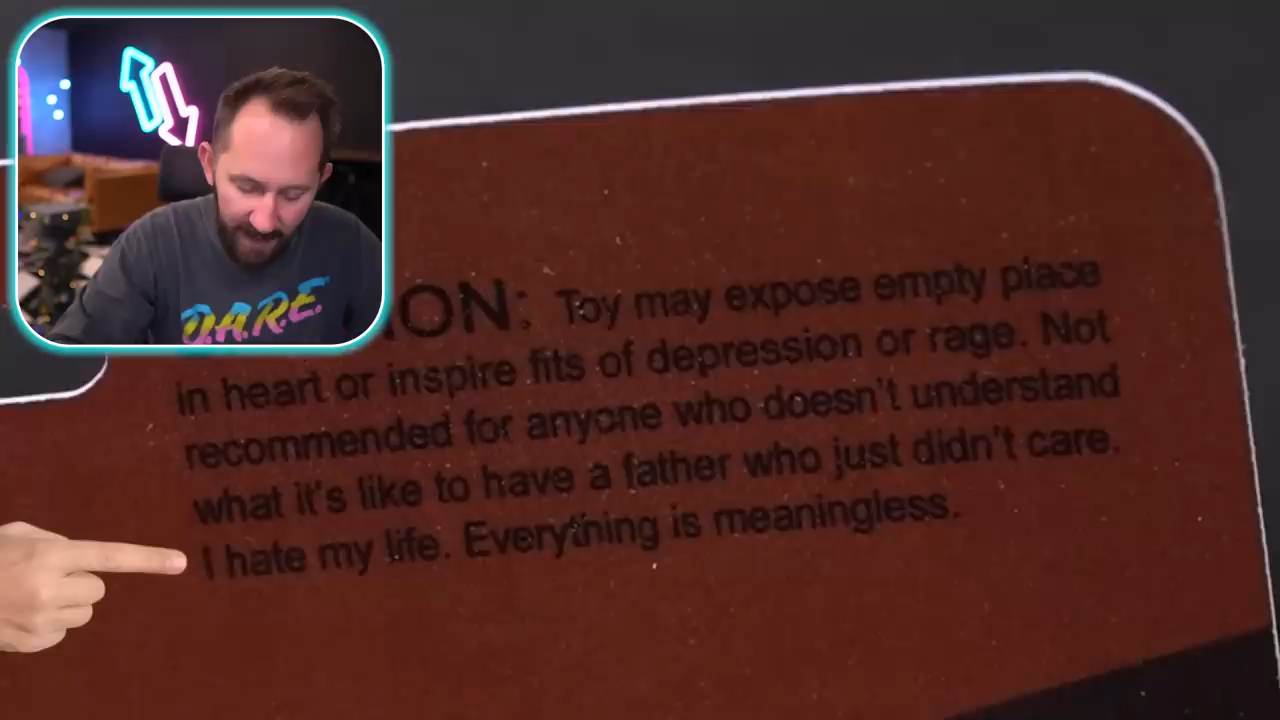 D.A.R.E.
ION: Toy may expose empty place
in heart or inspire fits of depression or rage. Not
recommended for anyone who doesn't understand
what it's like to have a father who just didn't care.
I hate my life. Everything is meaningless.